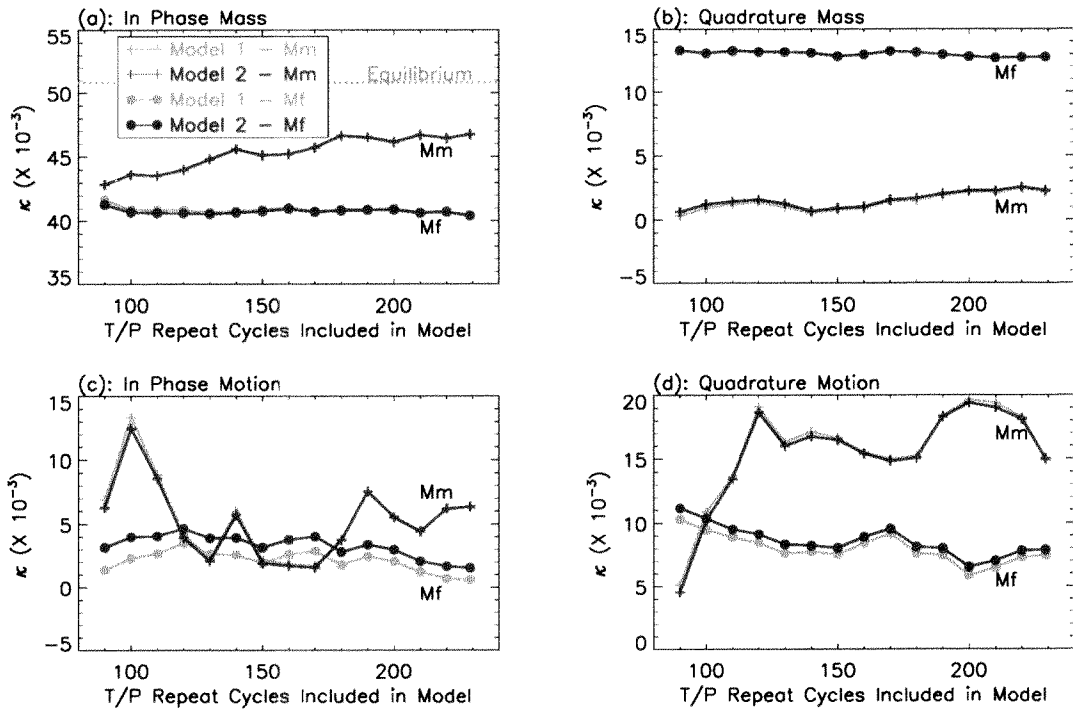 (a): In Phase Mass
55
50
45
40
35
κ (X 10⁻³)
Model 1 – Mm
Model 2 – Mm
Model 1 – Mf
Model 2 – Mf
Equilibrium
Mm
Mf
100
150
200
T/P Repeat Cycles Included in Model
(b): Quadrature Mass
15
10
5
0
−5
κ (X 10⁻³)
Mf
Mm
100
150
200
T/P Repeat Cycles Included in Model
(c): In Phase Motion
15
10
5
0
−5
κ (X 10⁻³)
Mm
Mf
100
150
200
T/P Repeat Cycles Included in Model
(d): Quadrature Motion
20
15
10
5
0
κ (X 10⁻³)
Mm
Mf
100
150
200
T/P Repeat Cycles Included in Model